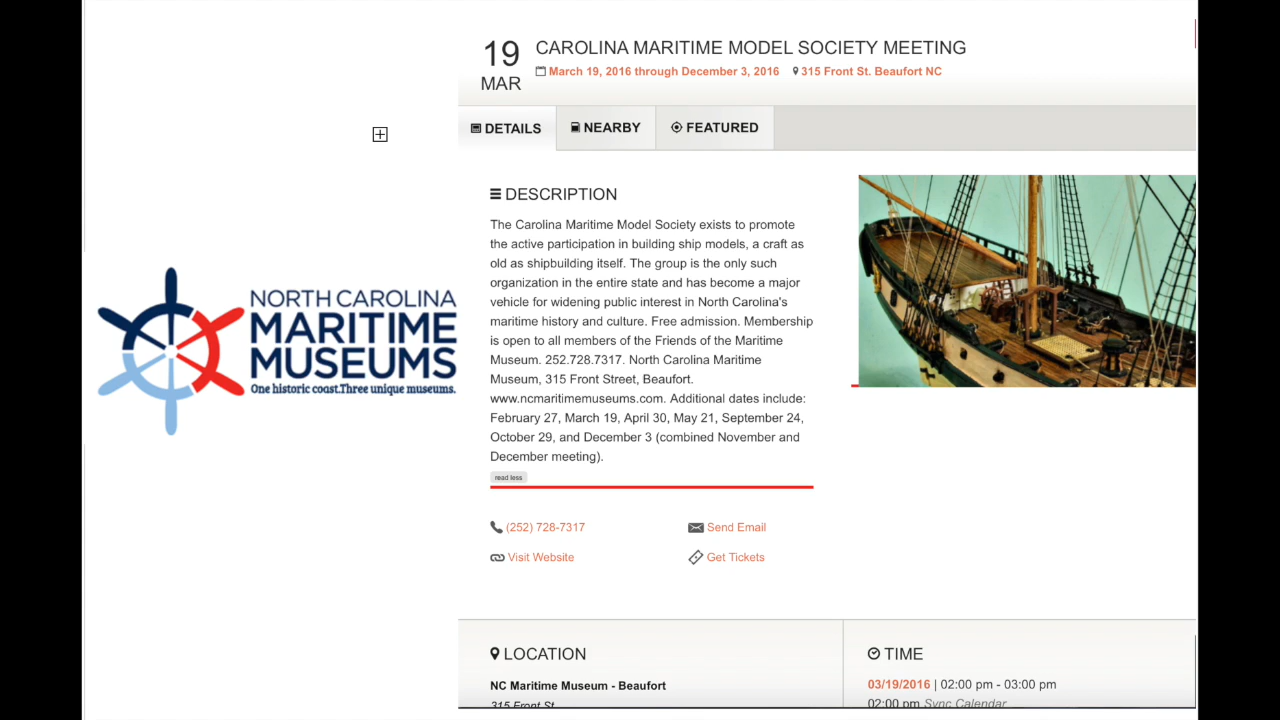 19
MAR
CAROLINA MARITIME MODEL SOCIETY MEETING
March 19, 2016 through December 3, 2016 315 Front St. Beaufort NC
DETAILS NEARBY FEATURED
DESCRIPTION
The Carolina Maritime Model Society exists to promote
the active participation in building ship models, a craft as
old as shipbuilding itself. The group is the only such
organization in the entire state and has become a major
vehicle for widening public interest in North Carolina's
maritime history and culture. Free admission. Membership
is open to all members of the Friends of the Maritime
Museum. 252.728.7317. North Carolina Maritime
Museum, 315 Front Street, Beaufort.
www.ncmaritimemuseums.com. Additional dates include:
February 27, March 19, April 30, May 21, September 24,
October 29, and December 3 (combined November and
December meeting).
read less
NORTH CAROLINA
MARITIME
MUSEUMS
One historic coast.Three unique museums.
(252) 728-7317 Send Email
Visit Website Get Tickets
LOCATION
NC Maritime Museum - Beaufort
315 Front St
TIME
03/19/2016 | 02:00 pm - 03:00 pm
02:00 pm Sync Calendar